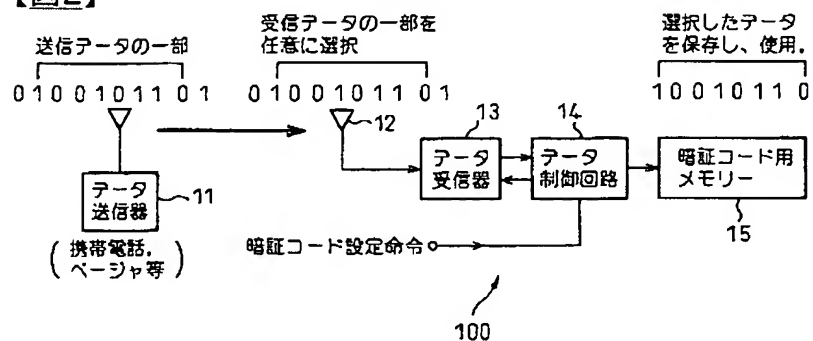 【図2】
送信データの一部
受信データの一部を
任意に選択
選択したデータ
を保存し、使用.
0 1 0 0 1 0 1 1 0 1
0 1 0 0 1 0 1 1 0 1
1 0 0 1 0 1 1 0
12
13
14
データ
送信器
11
データ
受信器
データ
制御回路
暗証コード用
メモリー
15
(携帯電話.
ページャ等)
暗証コード設定命令
100